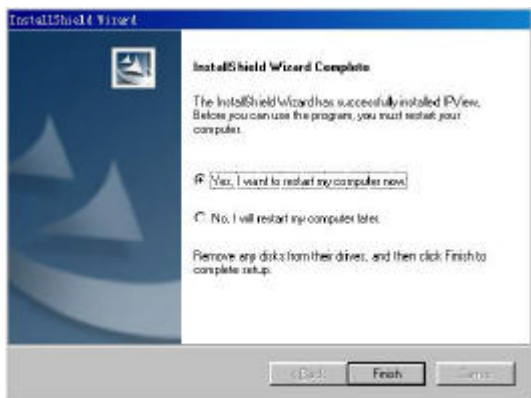 InstallShield Wizard
InstallShield Wizard Complete
The InstallShield Wizard has successfully installed IPView.
Before you can use the program, you must restart your
computer.
Yes, I want to restart my computer now.
No, I will restart my computer later.
Remove any disks from their drives, and then click Finish to
complete setup.
< Back
Finish
Cancel